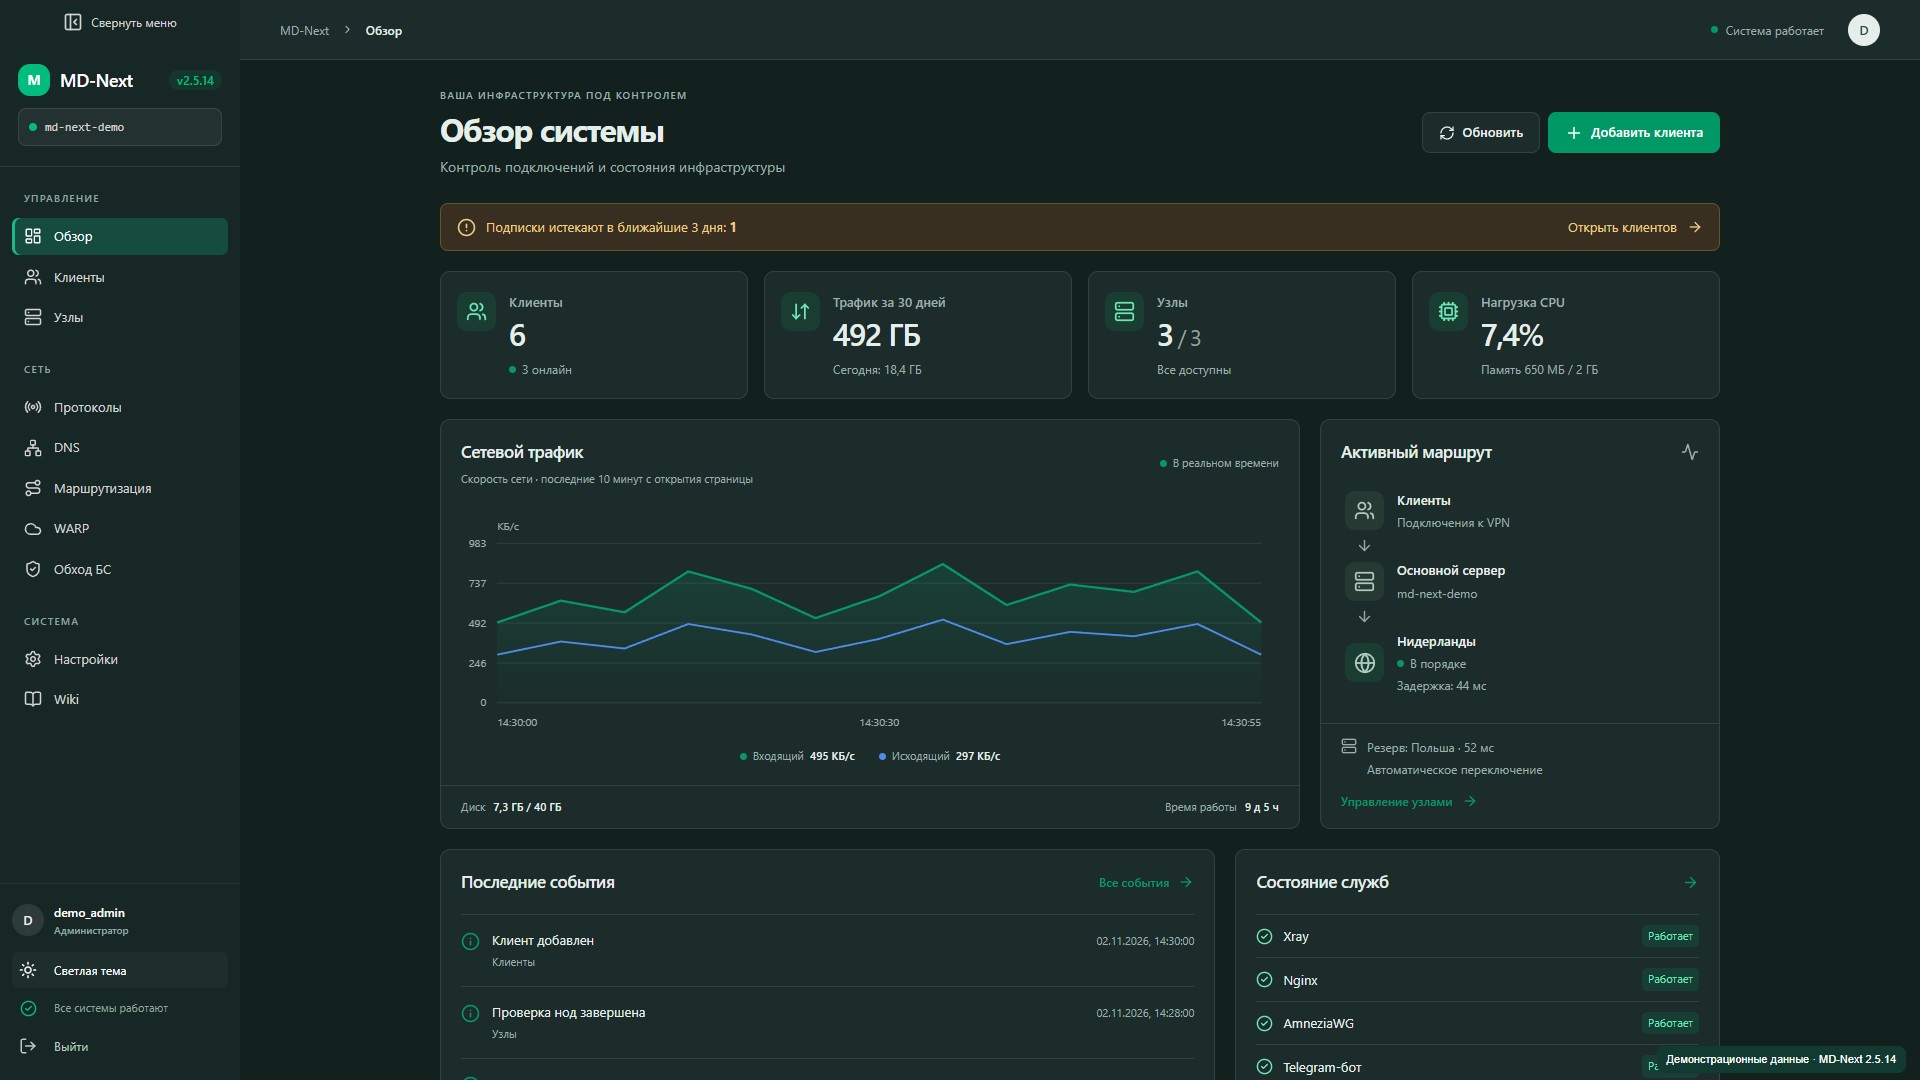 Свернуть меню
M MD-Next v2.5.14
md-next-demo
УПРАВЛЕНИЕ
Обзор
Клиенты
Узлы
СЕТЬ
Протоколы
DNS
Маршрутизация
WARP
Обход БС
СИСТЕМА
Настройки
Wiki
D demo_admin
Администратор
Светлая тема
Все системы работают
Выйти
MD-Next Обзор
Система работает D
ВАША ИНФРАСТРУКТУРА ПОД КОНТРОЛЕМ
Обзор системы
Контроль подключений и состояния инфраструктуры
Обновить
Добавить клиента
Подписки истекают в ближайшие 3 дня: 1
Открыть клиентов
Клиенты
6
3 онлайн
Трафик за 30 дней
492 ГБ
Сегодня: 18,4 ГБ
Узлы
3 / 3
Все доступны
Нагрузка CPU
7,4%
Память 650 МБ / 2 ГБ
Сетевой трафик
Скорость сети · последние 10 минут с открытия страницы
В реальном времени
КБ/с
983
737
492
246
0
14:30:00 14:30:30 14:30:55
Входящий 495 КБ/с Исходящий 297 КБ/с
Диск 7,3 ГБ / 40 ГБ
Время работы 9 д 5 ч
Активный маршрут
Клиенты
Подключения к VPN
Основной сервер
md-next-demo
Нидерланды
В порядке
Задержка: 44 мс
Резерв: Польша · 52 мс
Автоматическое переключение
Управление узлами
Последние события
Все события
Клиент добавлен 02.11.2026, 14:30:00
Клиенты
Проверка нод завершена 02.11.2026, 14:28:00
Узлы
Состояние служб
Xray Работает
Nginx Работает
AmneziaWG Работает
Telegram-бот
Демонстрационные данные · MD-Next 2.5.14